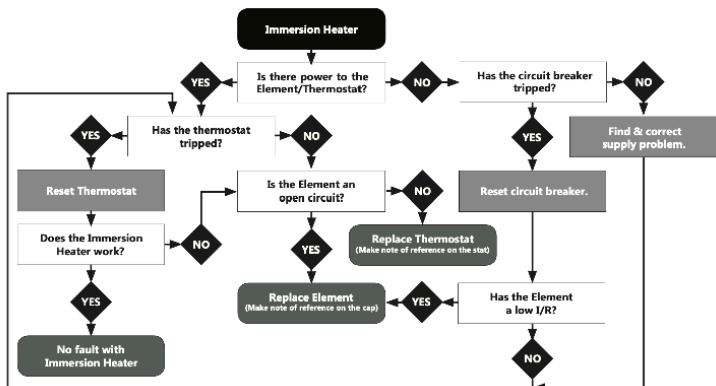 Immersion Heater
Is there power to the
Element/Thermostat?
YES
NO
Has the circuit breaker
tripped?
NO
YES
Has the thermostat
tripped?
NO
YES
Find & correct
supply problem.
Reset Thermostat
Is the Element an
open circuit?
NO
Reset circuit breaker.
Does the Immersion
Heater work?
NO
YES
Replace Thermostat
(Make note of reference on the stat)
YES
Replace Element
(Make note of reference on the cap)
YES
Has the Element
a low I/R?
No fault with
Immersion Heater
NO